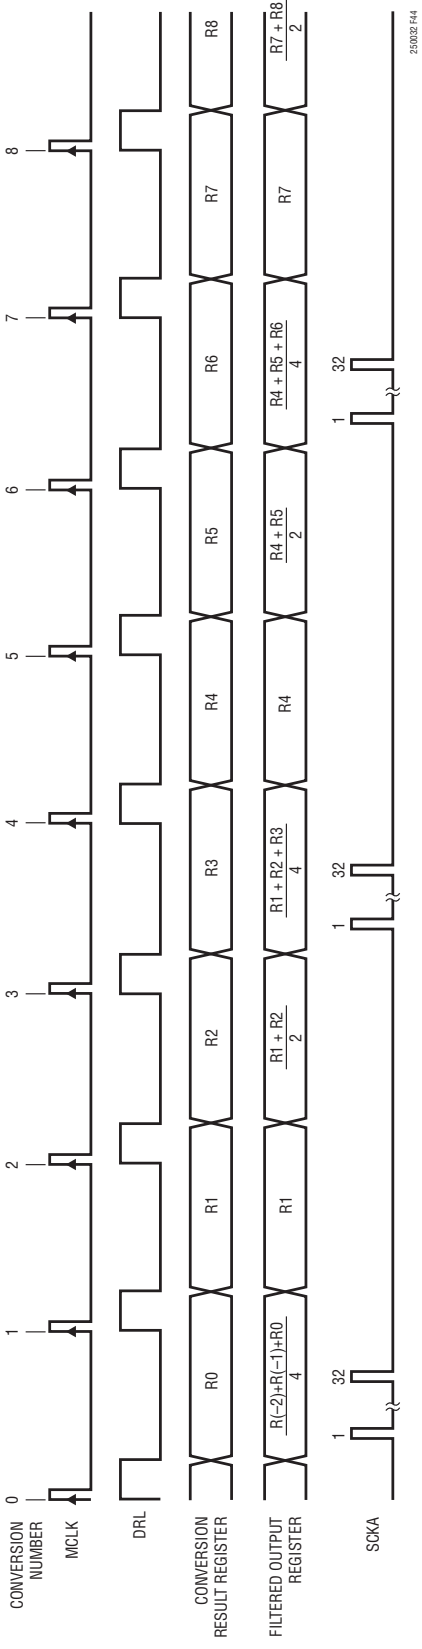 CONVERSION
NUMBER
0
1
2
3
4
5
6
7
8
MCLK
DRL
CONVERSION
RESULT REGISTER
R0
R1
R2
R3
R4
R5
R6
R7
R8
FILTERED OUTPUT
REGISTER
R(–2)+R(–1)+R0
4
R1
R1 + R2
2
R1 + R2 + R3
4
R4
R4 + R5
2
R4 + R5 + R6
4
R7
R7 + R8
2
SCKA
1
32
1
32
1
32
250032 F44